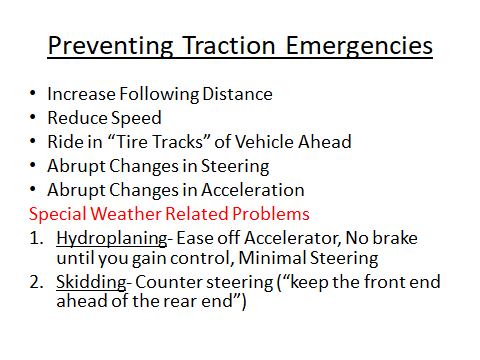 Preventing Traction Emergencies
• Increase Following Distance
• Reduce Speed
• Ride in “Tire Tracks” of Vehicle Ahead
• Abrupt Changes in Steering
• Abrupt Changes in Acceleration
Special Weather Related Problems
1. Hydroplaning- Ease off Accelerator, No brake
until you gain control, Minimal Steering
2. Skidding- Counter steering (“keep the front end
ahead of the rear end”)